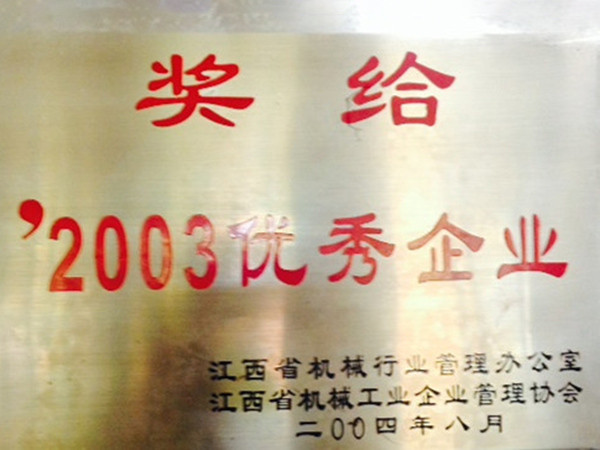 奖给
'2003优秀企业
江西省机械行业管理办公室
江西省机械工业企业管理协会
二00四年八月